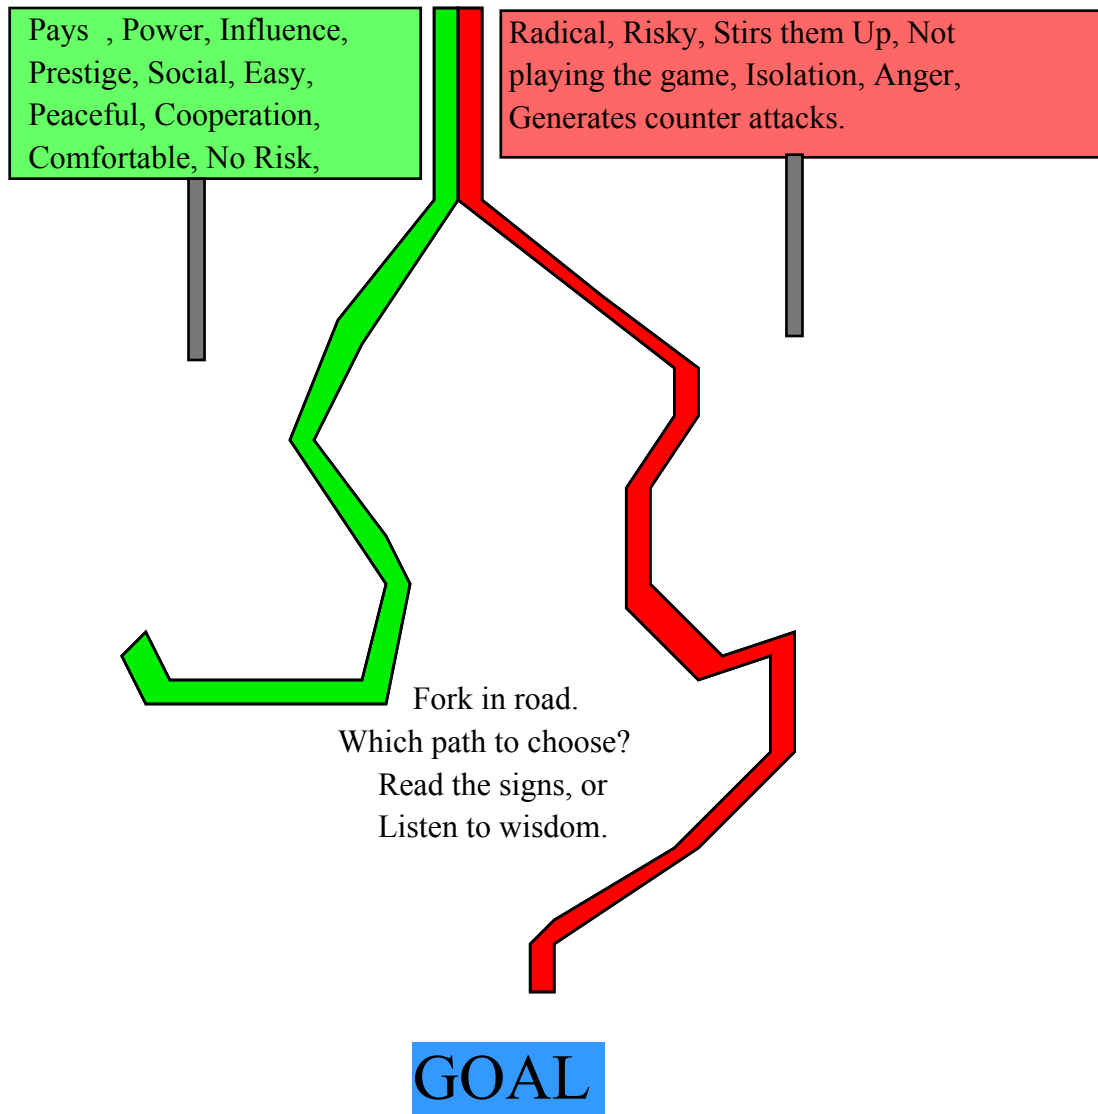 Pays , Power, Influence,
Prestige, Social, Easy,
Peaceful, Cooperation,
Comfortable, No Risk,
Radical, Risky, Stirs them Up, Not
playing the game, Isolation, Anger,
Generates counter attacks.
Fork in road.
Which path to choose?
Read the signs, or
Listen to wisdom.
GOAL